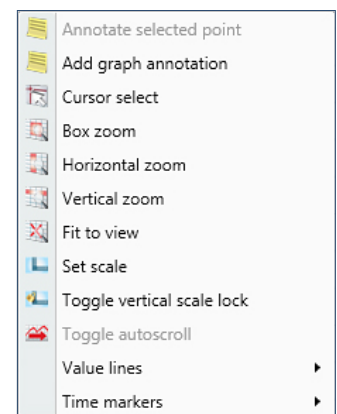 Annotate selected point
Add graph annotation
Cursor select
Box zoom
Horizontal zoom
Vertical zoom
Fit to view
Set scale
Toggle vertical scale lock
Toggle autoscroll
Value lines
Time markers